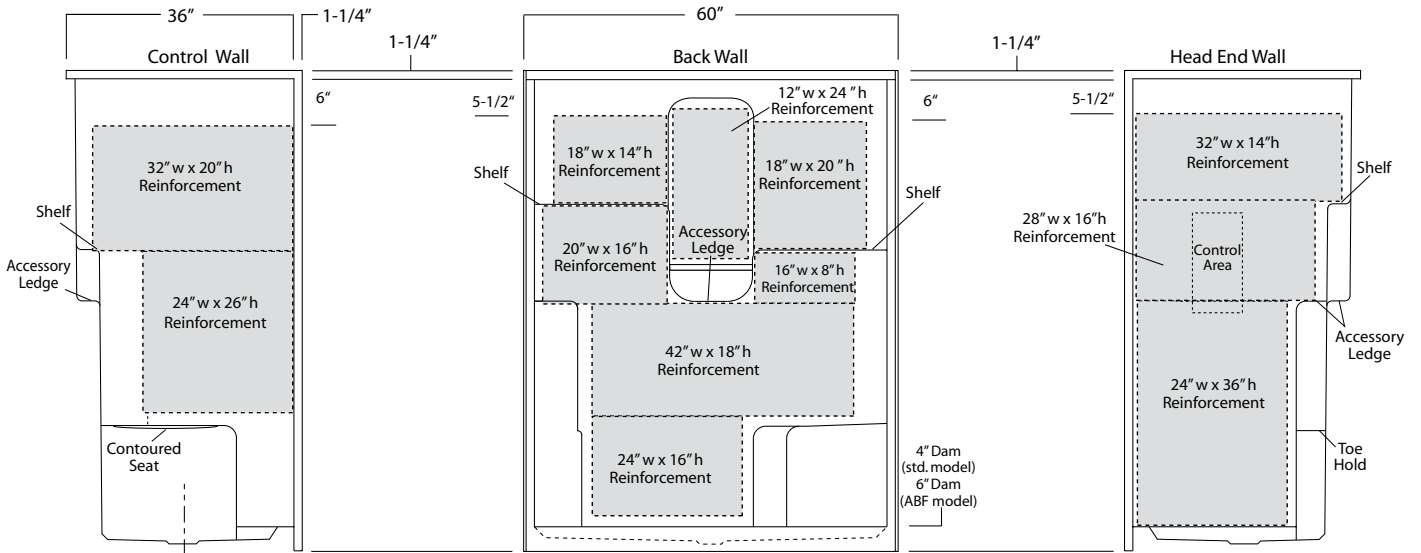 36”
1-1/4”
60”
1-1/4”
1-1/4”
Control Wall
Back Wall
Head End Wall
6“
5-1/2“
6”
5-1/2”
32” w x 20” h
Reinforcement
Shelf
Accessory
Ledge
24” w x 26” h
Reinforcement
Contoured
Seat
12” w x 24 ” h
Reinforcement
18” w x 14” h
Reinforcement
18” w x 20 ” h
Reinforcement
Shelf
Shelf
20” w x 16” h
Reinforcement
Accessory
Ledge
16” w x 8” h
Reinforcement
42” w x 18” h
Reinforcement
24” w x 16” h
Reinforcement
4” Dam
(std. model)
6” Dam
(ABF model)
32” w x 14” h
Reinforcement
Shelf
28” w x 16” h
Reinforcement
Control
Area
Accessory
Ledge
24” w x 36” h
Reinforcement
Toe
Hold